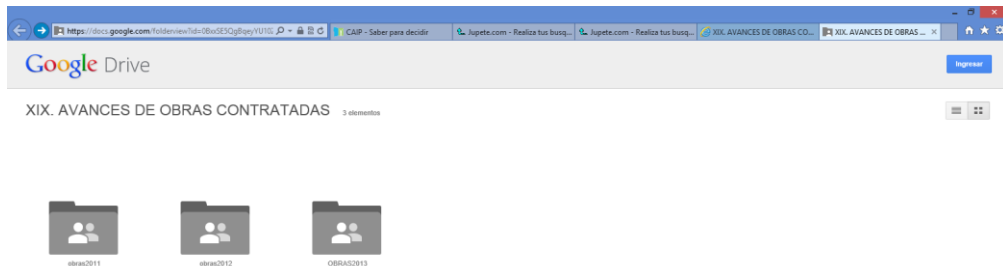 https://docs.google.com/folderview?id=
CAIP - Saber para decidir
Jupete.com - Realiza tus busq...
Jupete.com - Realiza tus busq...
XIX. AVANCES DE OBRAS CO...
XIX. AVANCES DE OBRAS ...
Google Drive
Ingresar
XIX. AVANCES DE OBRAS CONTRATADAS 3 elementos
obras2011
obras2012
OBRAS2013